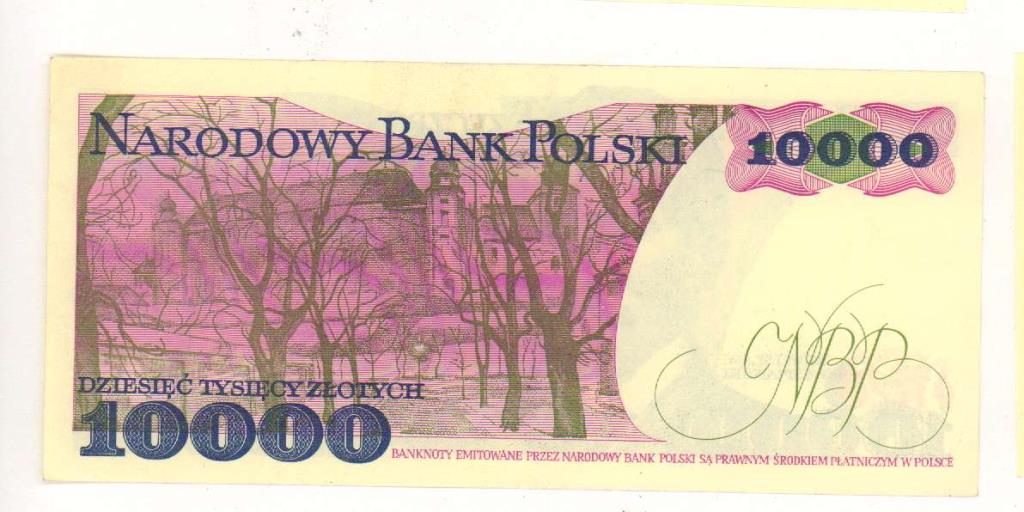 NARODOWY BANK POLSKI
10000
NBP
DZIESIĘĆ TYSIĘCY ZŁOTYCH
10000
BANKNOTY EMITOWANE PRZEZ NARODOWY BANK POLSKI SĄ PRAWNYM ŚRODKIEM PŁATNICZYM W POLSCE